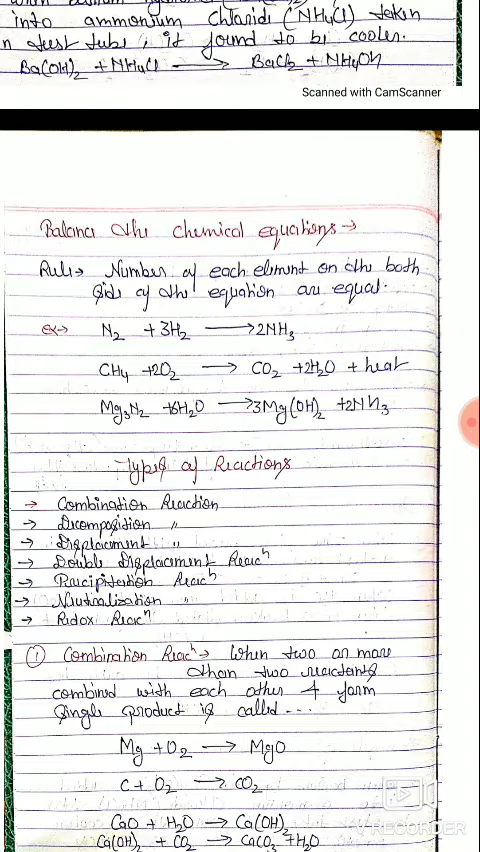 into ammonium chloride (NH4Cl) taken
n test tube, it found to be cooler.
Ba(OH)2 + NH4Cl → BaCl2 + NH4OH
Scanned with CamScanner
Balance the chemical equations →
Rule→ Number of each element on the both
side of the equation are equal.
ex→ N2 + 3H2 → 2NH3
CH4 + 2O2 → CO2 + 2H2O + heat
Mg3N2 + 6H2O → 3Mg(OH)2 + 2NH3
Types of Reactions
→ Combination Reaction
→ Decomposition "
→ Displacement "
→ Double Displacement Reacn
→ Precipitation Reacn
→ Neutralization "
→ Redox Reacn
① Combination Reacn→ When two or more
than two reactants
combined with each other & form
single product is called ...
Mg + O2 → MgO
C + O2 → CO2
CaO + H2O → Ca(OH)2
Ca(OH)2 + CO2 → CaCO3 + H2O
RECORDER